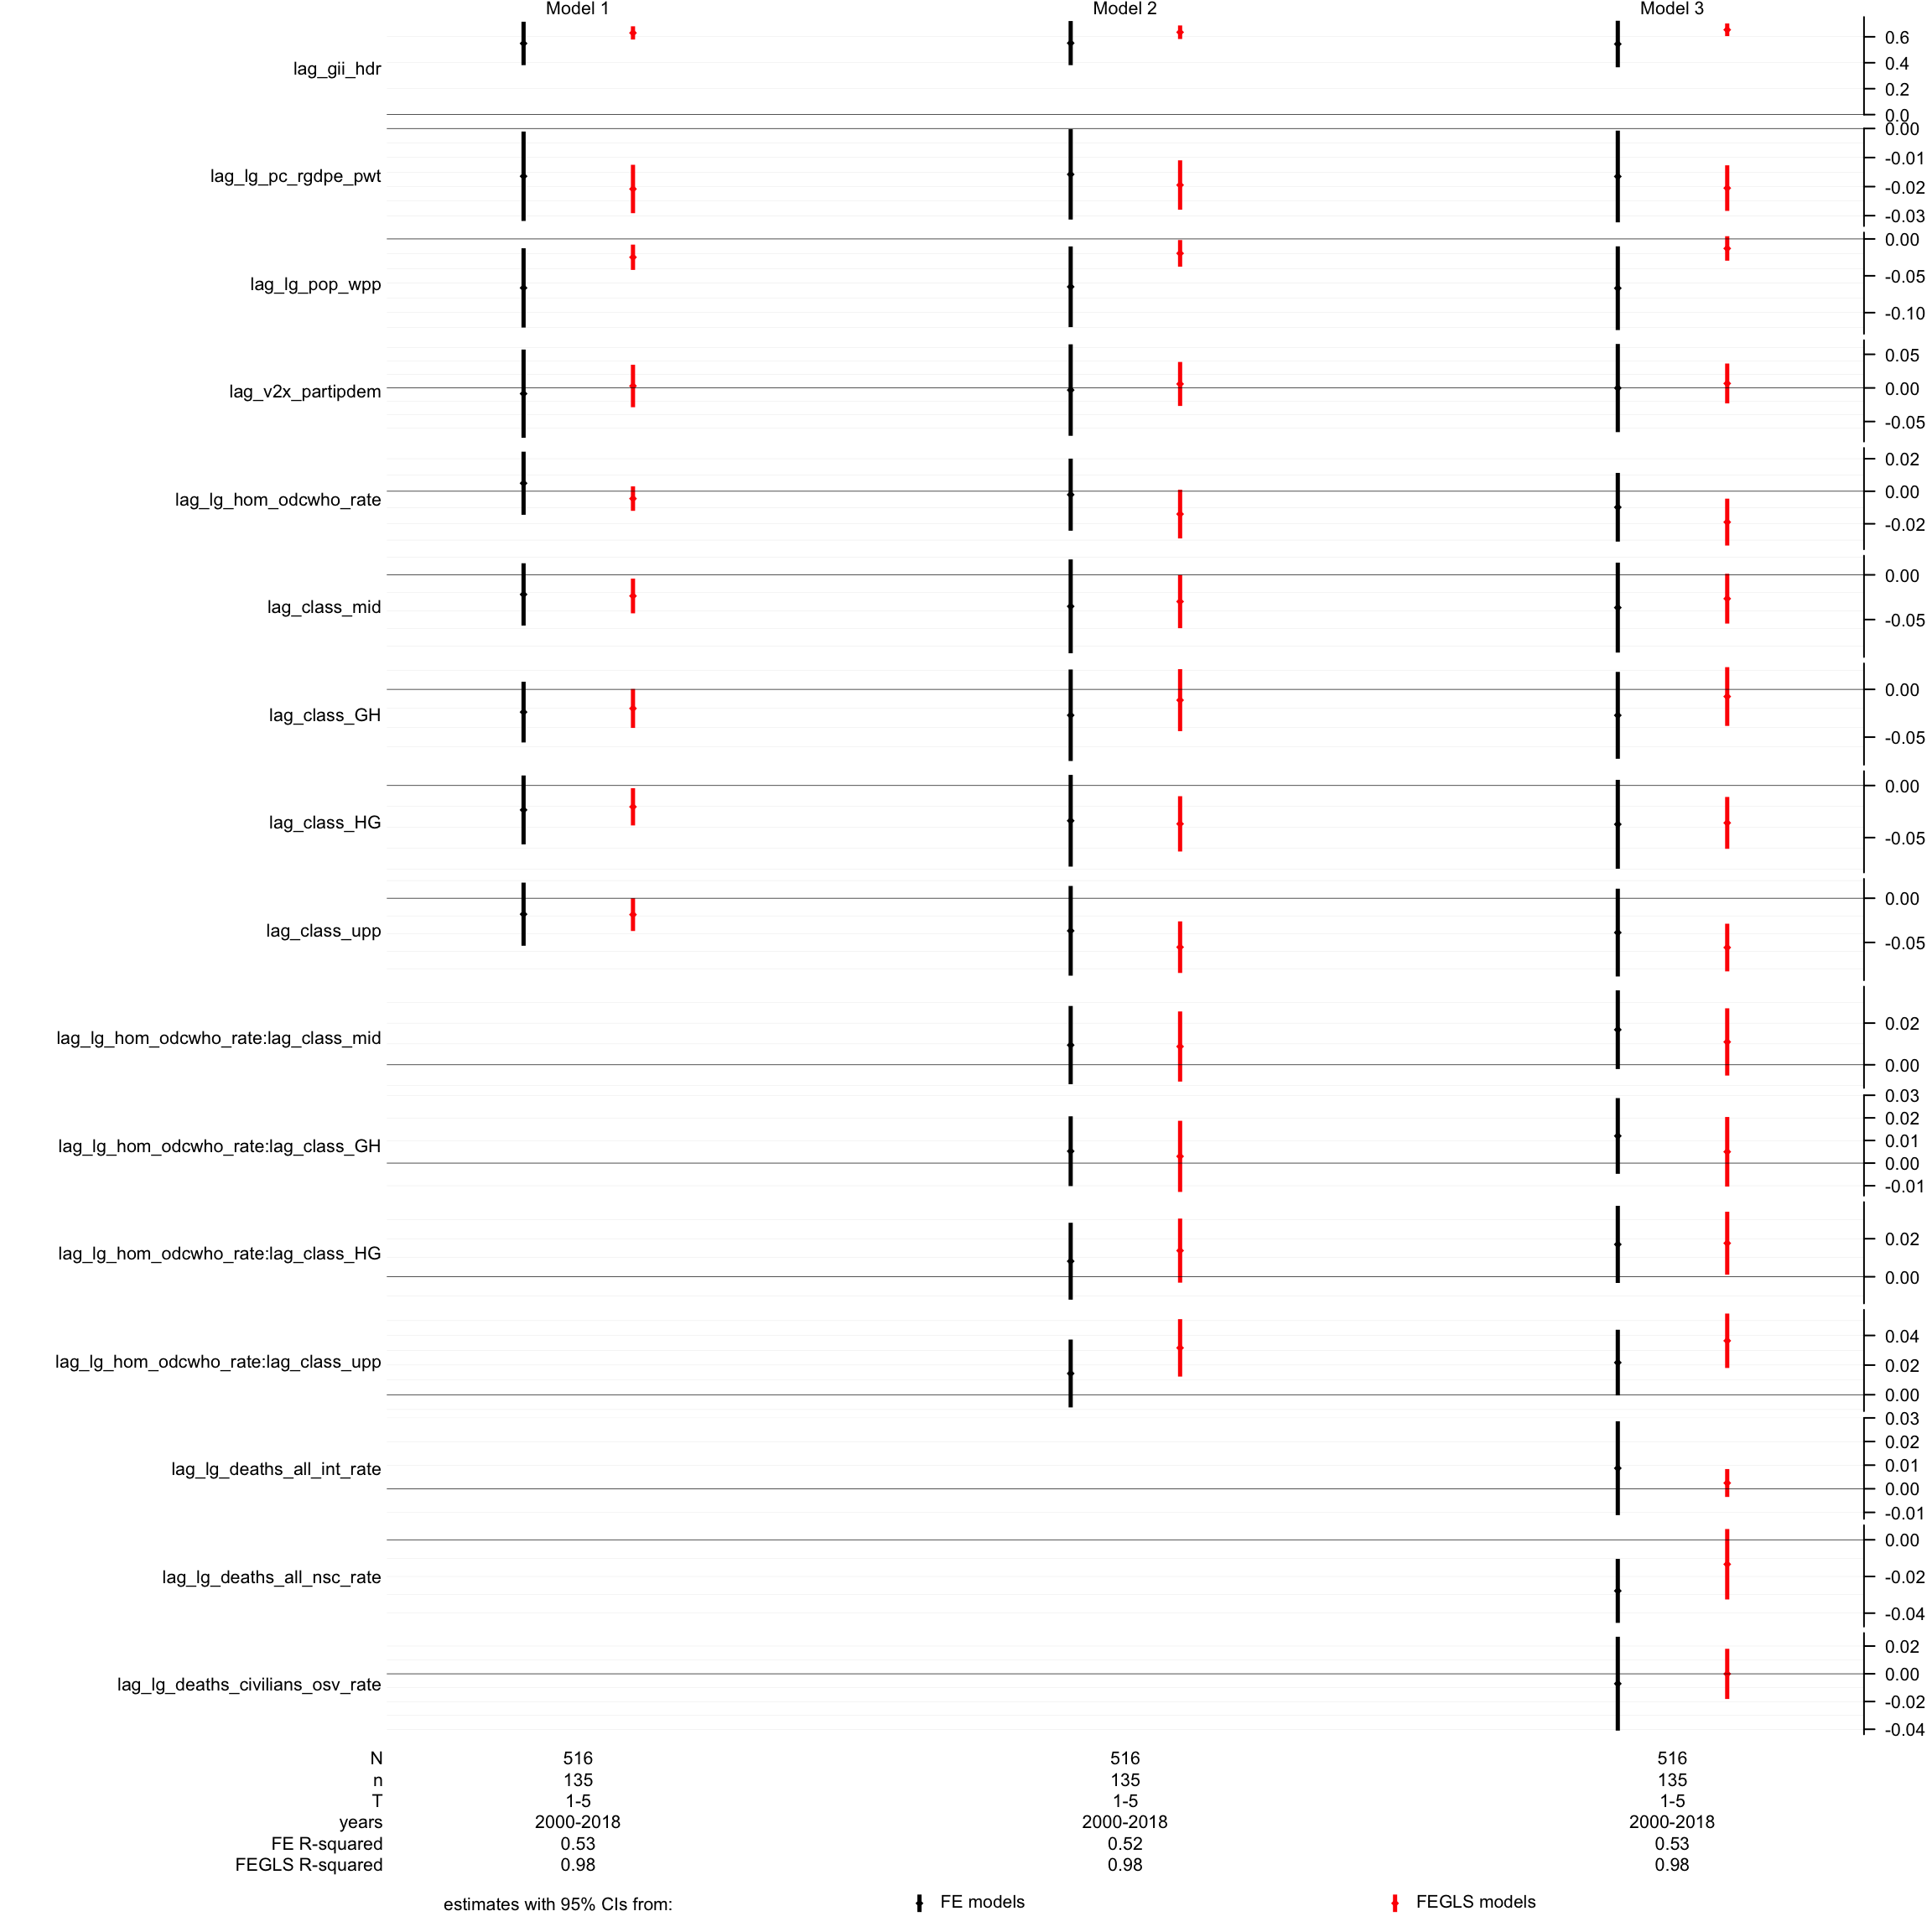 Model 1 Model 2 Model 3
lag_gii_hdr 0.6 0.4 0.2 0.0
lag_lg_pc_rgdpe_pwt 0.00 -0.01 -0.02 -0.03
lag_lg_pop_wpp 0.00 -0.05 -0.10
lag_v2x_partipdem 0.05 0.00 -0.05
lag_lg_hom_odcwho_rate 0.02 0.00 -0.02
lag_class_mid 0.00 -0.05
lag_class_GH 0.00 -0.05
lag_class_HG 0.00 -0.05
lag_class_upp 0.00 -0.05
lag_lg_hom_odcwho_rate:lag_class_mid 0.02 0.00
lag_lg_hom_odcwho_rate:lag_class_GH 0.03 0.02 0.01 0.00 -0.01
lag_lg_hom_odcwho_rate:lag_class_HG 0.02 0.00
lag_lg_hom_odcwho_rate:lag_class_upp 0.04 0.02 0.00
lag_lg_deaths_all_int_rate 0.03 0.02 0.01 0.00 -0.01
lag_lg_deaths_all_nsc_rate 0.00 -0.02 -0.04
lag_lg_deaths_civilians_osv_rate 0.02 0.00 -0.02 -0.04
N 516 516 516
n 135 135 135
T 1-5 1-5 1-5
years 2000-2018 2000-2018 2000-2018
FE R-squared 0.53 0.52 0.53
FEGLS R-squared 0.98 0.98 0.98
estimates with 95% CIs from: FE models FEGLS models